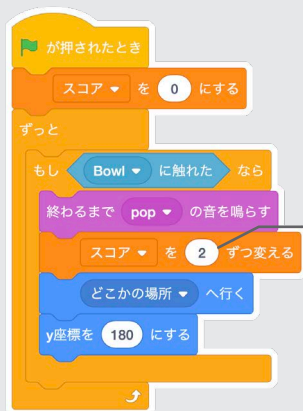 が押されたとき
スコア を 0 にする
ずっと
もし Bowl に触れた なら
終わるまで pop の音を鳴らす
スコア を 2 ずつ変える
どこかの場所 へ行く
y座標を 180 にする